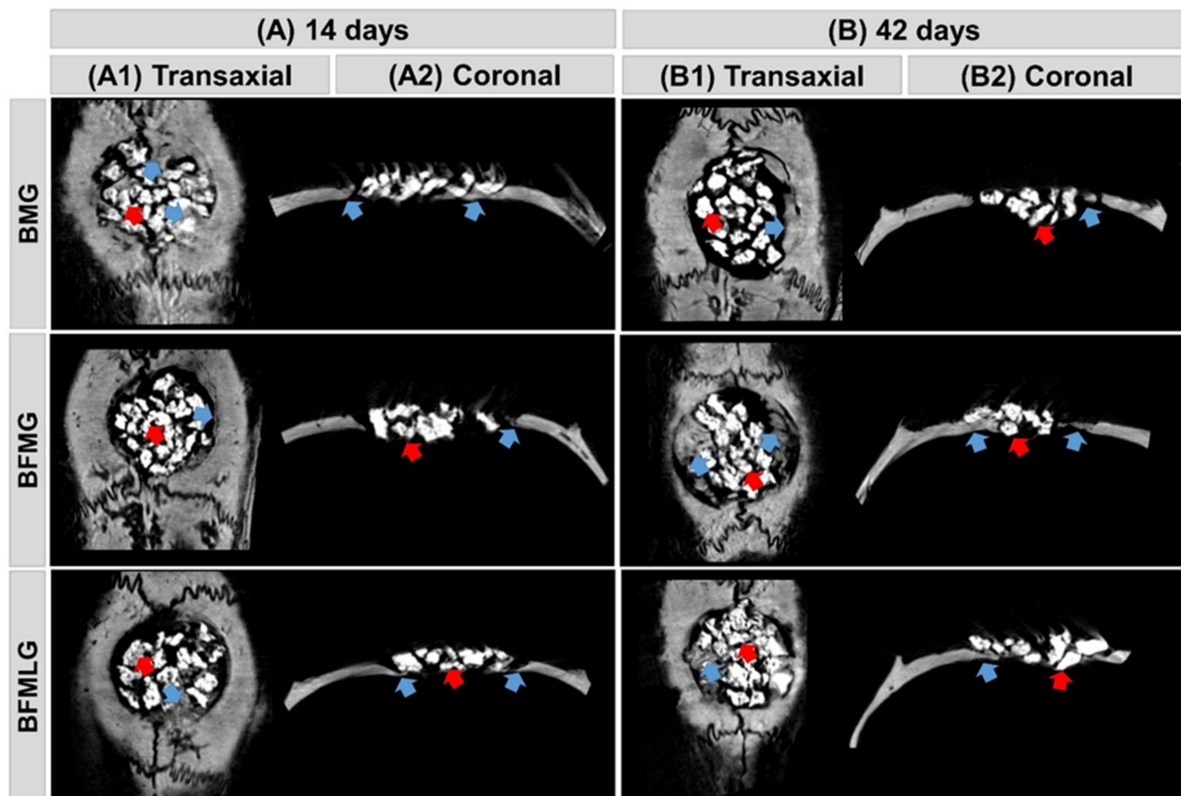 (A) 14 days
(B) 42 days
(A1) Transaxial
(A2) Coronal
(B1) Transaxial
(B2) Coronal
BMG
BFMG
BFMLG